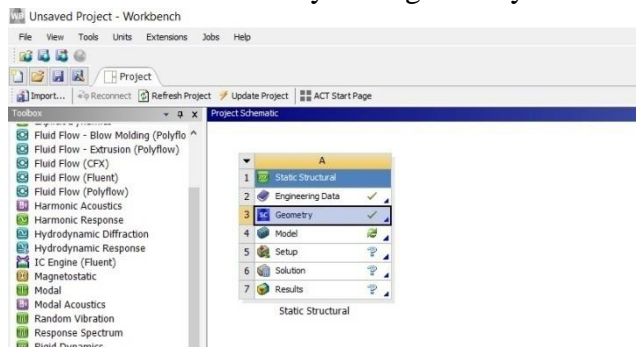 Unsaved Project - Workbench
File View Tools Units Extensions Jobs Help
Project
Import... Reconnect Refresh Project Update Project ACT Start Page
Toolbox
Project Schematic
Fluid Flow - Blow Molding (Polyflo
Fluid Flow - Extrusion (Polyflow)
Fluid Flow (CFX)
Fluid Flow (Fluent)
Fluid Flow (Polyflow)
Harmonic Acoustics
Harmonic Response
Hydrodynamic Diffraction
Hydrodynamic Response
IC Engine (Fluent)
Magnetostatic
Modal
Modal Acoustics
Random Vibration
Response Spectrum
Rigid Dynamics
A
1 Static Structural
2 Engineering Data
3 Geometry
4 Model
5 Setup
6 Solution
7 Results
Static Structural